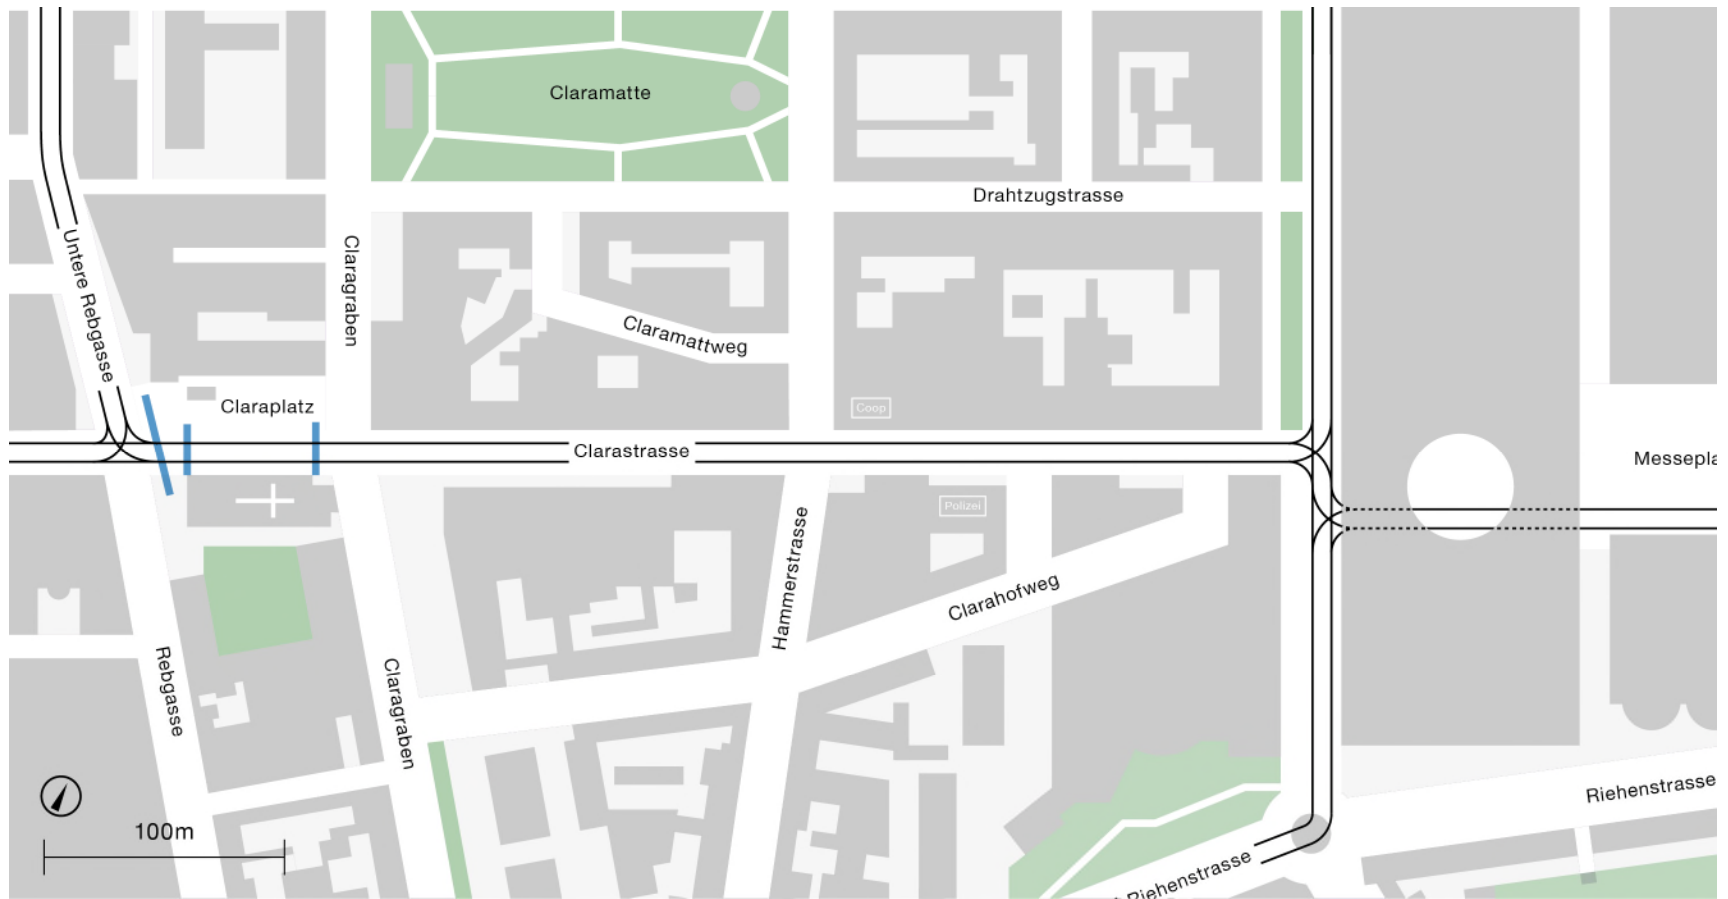 Claramatte
Drahtzugstrasse
Untere Rebgasse
Claragraben
Claramattweg
Claraplatz
Coop
Clarastrasse
Messepla
Polizei
Hammerstrasse
Clarahofweg
Rebgasse
Claragraben
Riehenstrasse
100m
Riehenstrasse